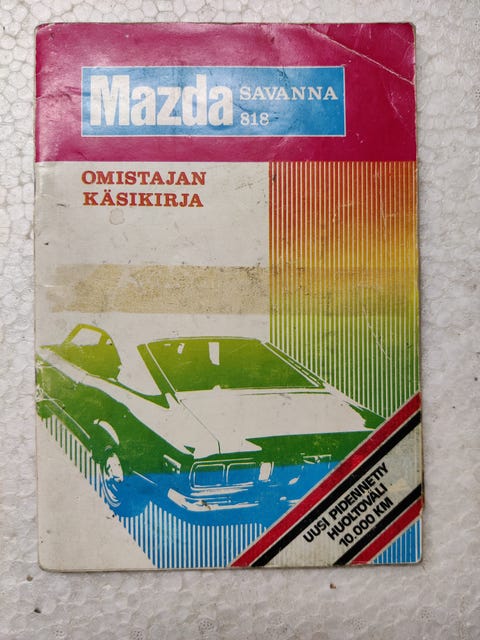 Mazda SAVANNA
818
OMISTAJAN
KÄSIKIRJA
UUSI PIDENNETTY
HUOLTOVÄLI
10.000 KM